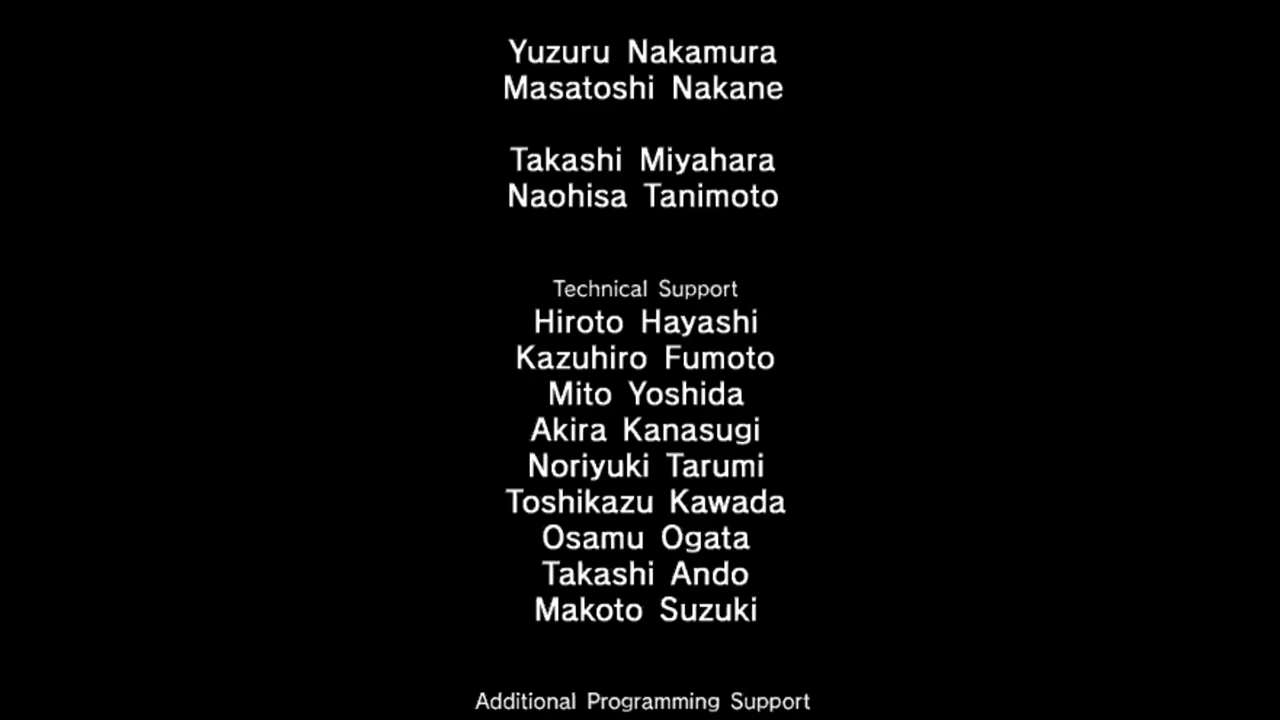 Yuzuru Nakamura
Masatoshi Nakane
Takashi Miyahara
Naohisa Tanimoto
Technical Support
Hiroto Hayashi
Kazuhiro Fumoto
Mito Yoshida
Akira Kanasugi
Noriyuki Tarumi
Toshikazu Kawada
Osamu Ogata
Takashi Ando
Makoto Suzuki
Additional Programming Support